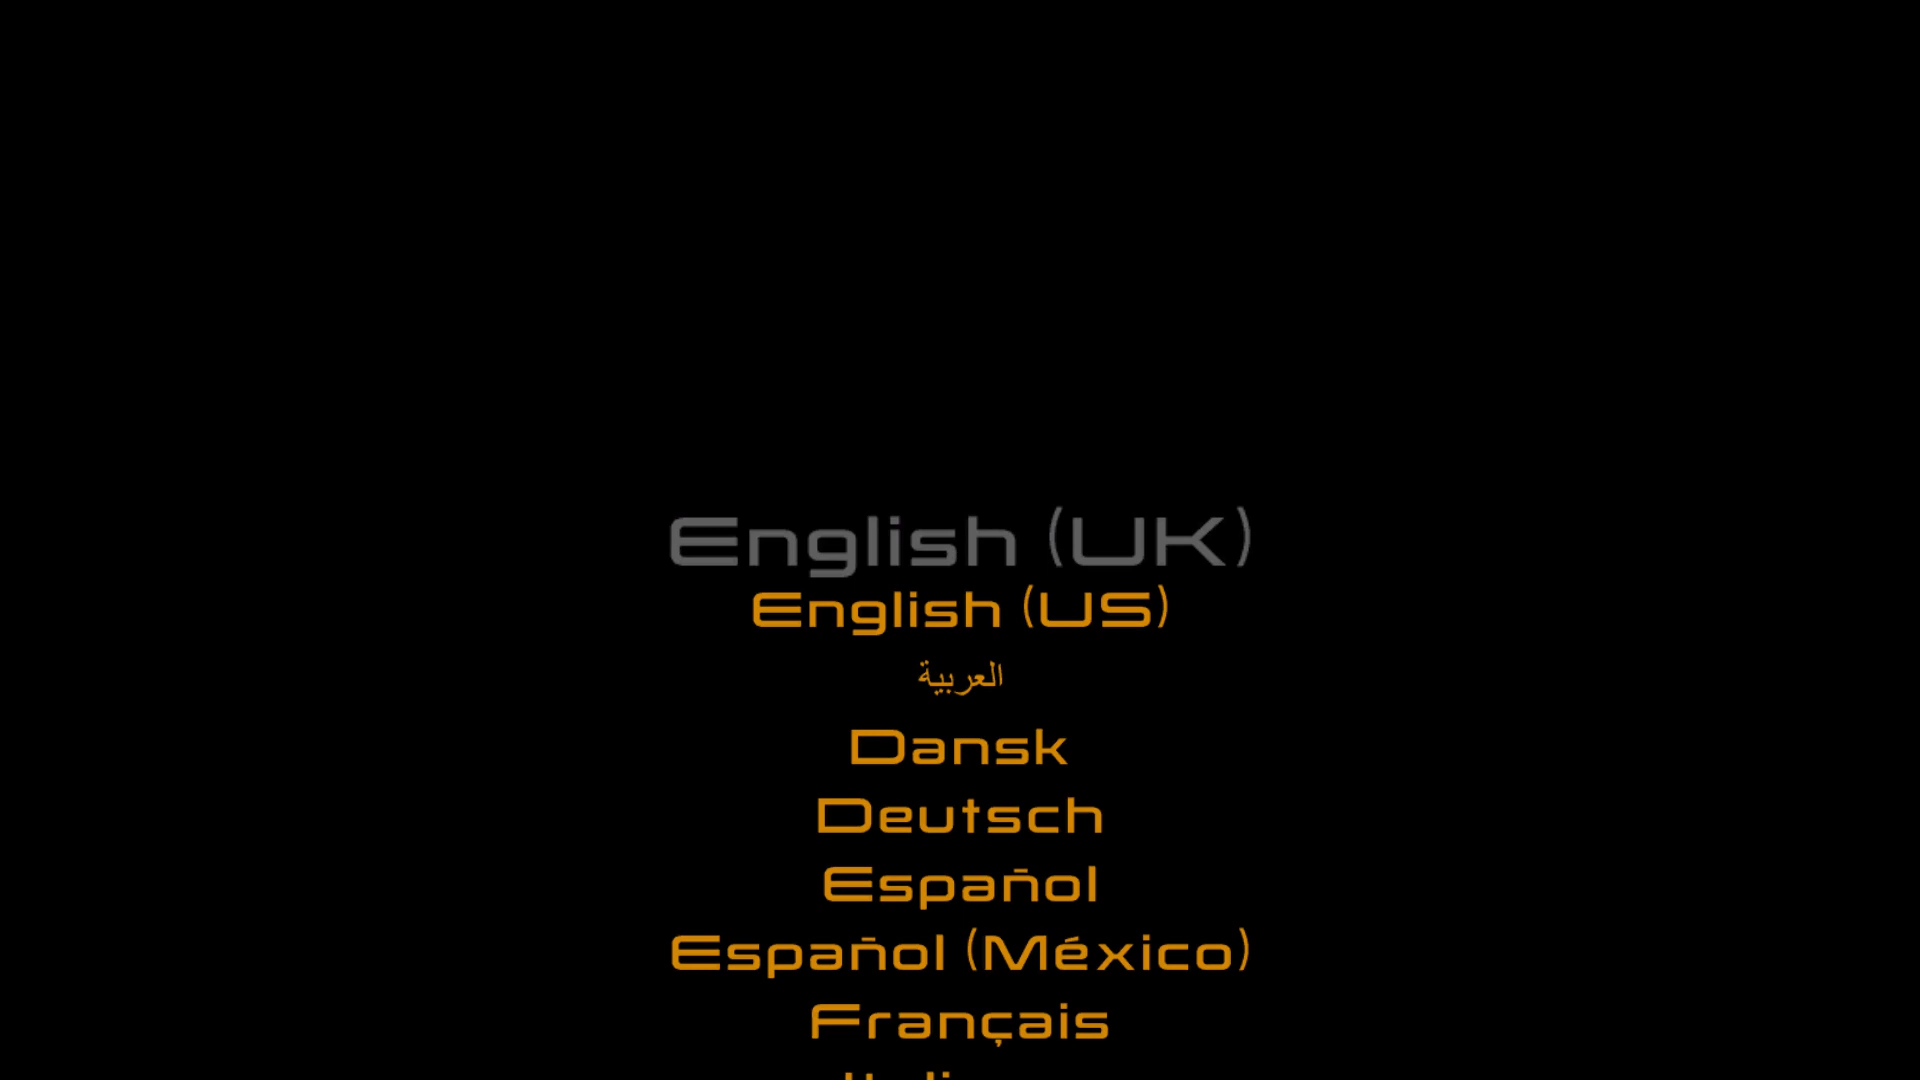 English (UK)
English (US)
العربية
Dansk
Deutsch
Español
Español (México)
Français